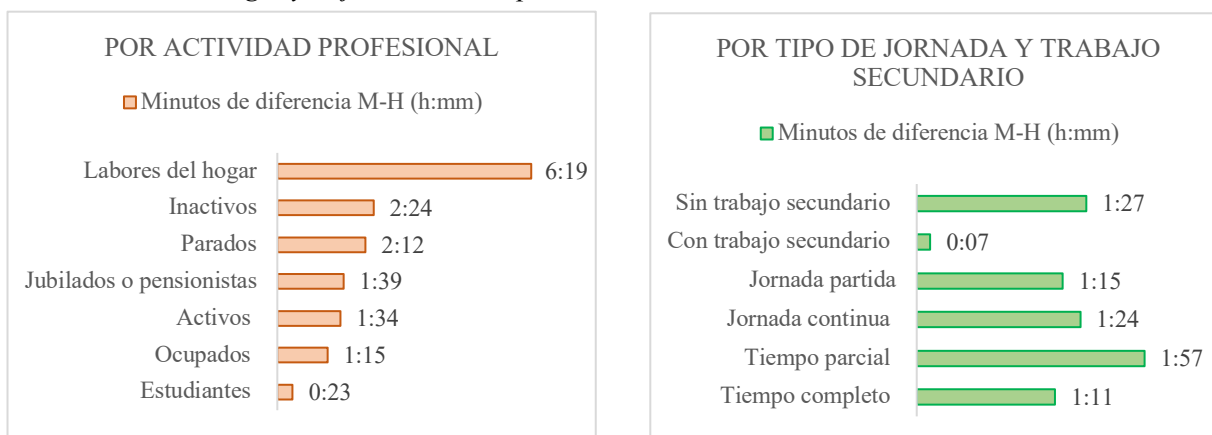 POR ACTIVIDAD PROFESIONAL
Minutos de diferencia M-H (h:mm)
Labores del hogar 6:19
Inactivos 2:24
Parados 2:12
Jubilados o pensionistas 1:39
Activos 1:34
Ocupados 1:15
Estudiantes 0:23
POR TIPO DE JORNADA Y TRABAJO
SECUNDARIO
Minutos de diferencia M-H (h:mm)
Sin trabajo secundario 1:27
Con trabajo secundario 0:07
Jornada partida 1:15
Jornada continua 1:24
Tiempo parcial 1:57
Tiempo completo 1:11